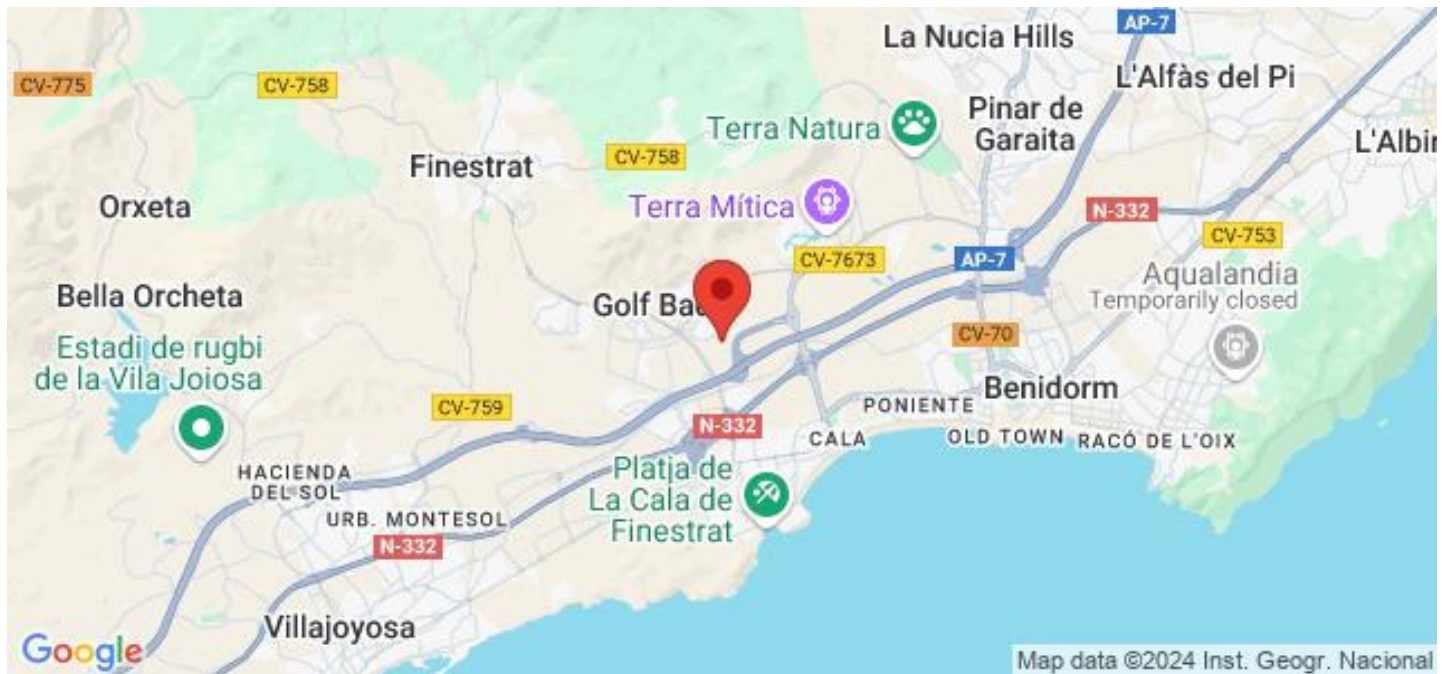 La Nucia Hills
AP-7
CV-775
CV-758
L'Alfàs del Pi
Terra Natura
Pinar de
Garaita
L'Albir
Finestrat
CV-758
Orxeta
Terra Mítica
N-332
CV-753
CV-7673
AP-7
Aqualandia
Temporarily closed
Bella Orcheta
Golf Ba
Estadi de rugbi
de la Vila Joiosa
CV-70
CV-759
Benidorm
PONIENTE
N-332
CALA
OLD TOWN
RACÓ DE L'OIX
HACIENDA
DEL SOL
Platja de
La Cala de
Finestrat
URB. MONTESOL
N-332
Villajoyosa
Google
Map data ©2024 Inst. Geogr. Nacional